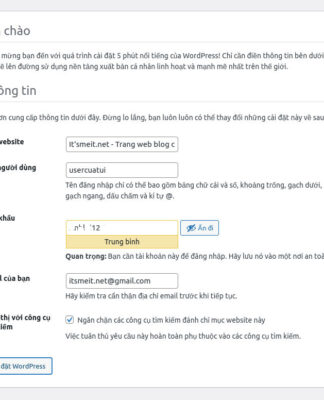 chào
mừng bạn đến với quá trình cài đặt 5 phút nổi tiếng của WordPress! Chỉ cần điền thông tin bên dưới
lên đường sử dụng nền tảng xuất bản cá nhân linh hoạt và mạnh mẽ nhất trên thế giới.
ông tin
ơn cung cấp thông tin dưới đây. Đừng lo lắng, bạn luôn luôn có thể thay đổi những cài đặt này về sau
website It'smeit.net - Trang web blog c
người dùng usercuatui
Tên đăng nhập chỉ có thể bao gồm bảng chữ cái và số, khoảng trống, gạch dưới,
gạch ngang, dấu chấm và kí tự @.
khẩu 12 Ẩn đi
Trung bình
Quan trọng: Bạn cần tài khoản này để đăng nhập. Hãy lưu nó vào một nơi an to
l của bạn itsmeit.net@gmail.com
Hãy kiểm tra cẩn thận địa chỉ email trước khi tiếp tục.
thị với công cụ
kiếm
Ngăn chặn các công cụ tìm kiếm đánh chỉ mục website này
Việc tuân thủ yêu cầu này hoàn toàn phụ thuộc vào các công cụ tìm kiếm.
đặt WordPress